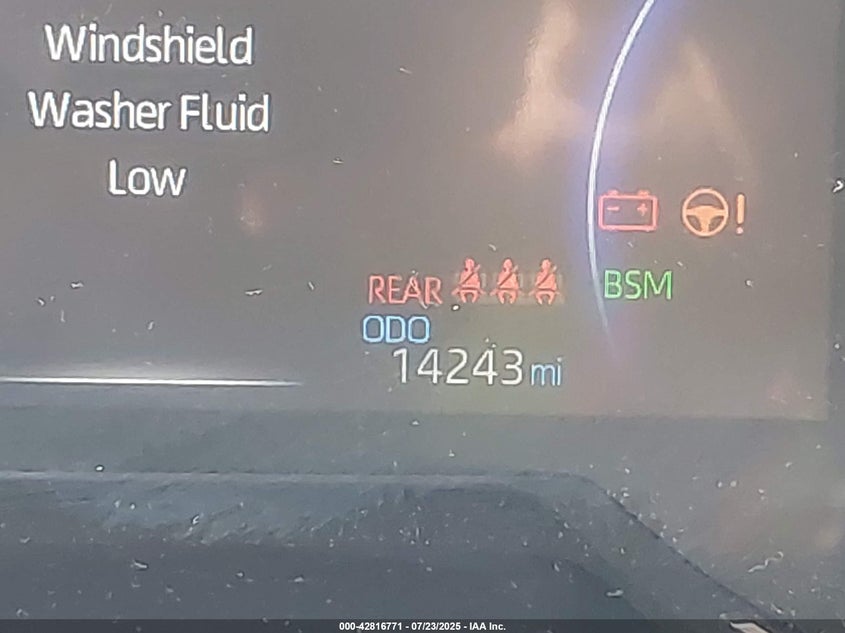 Windshield
Washer Fluid
Low
REAR
BSM
ODO
14243 mi
000-42816771 - 07/23/2025 - IAA Inc.